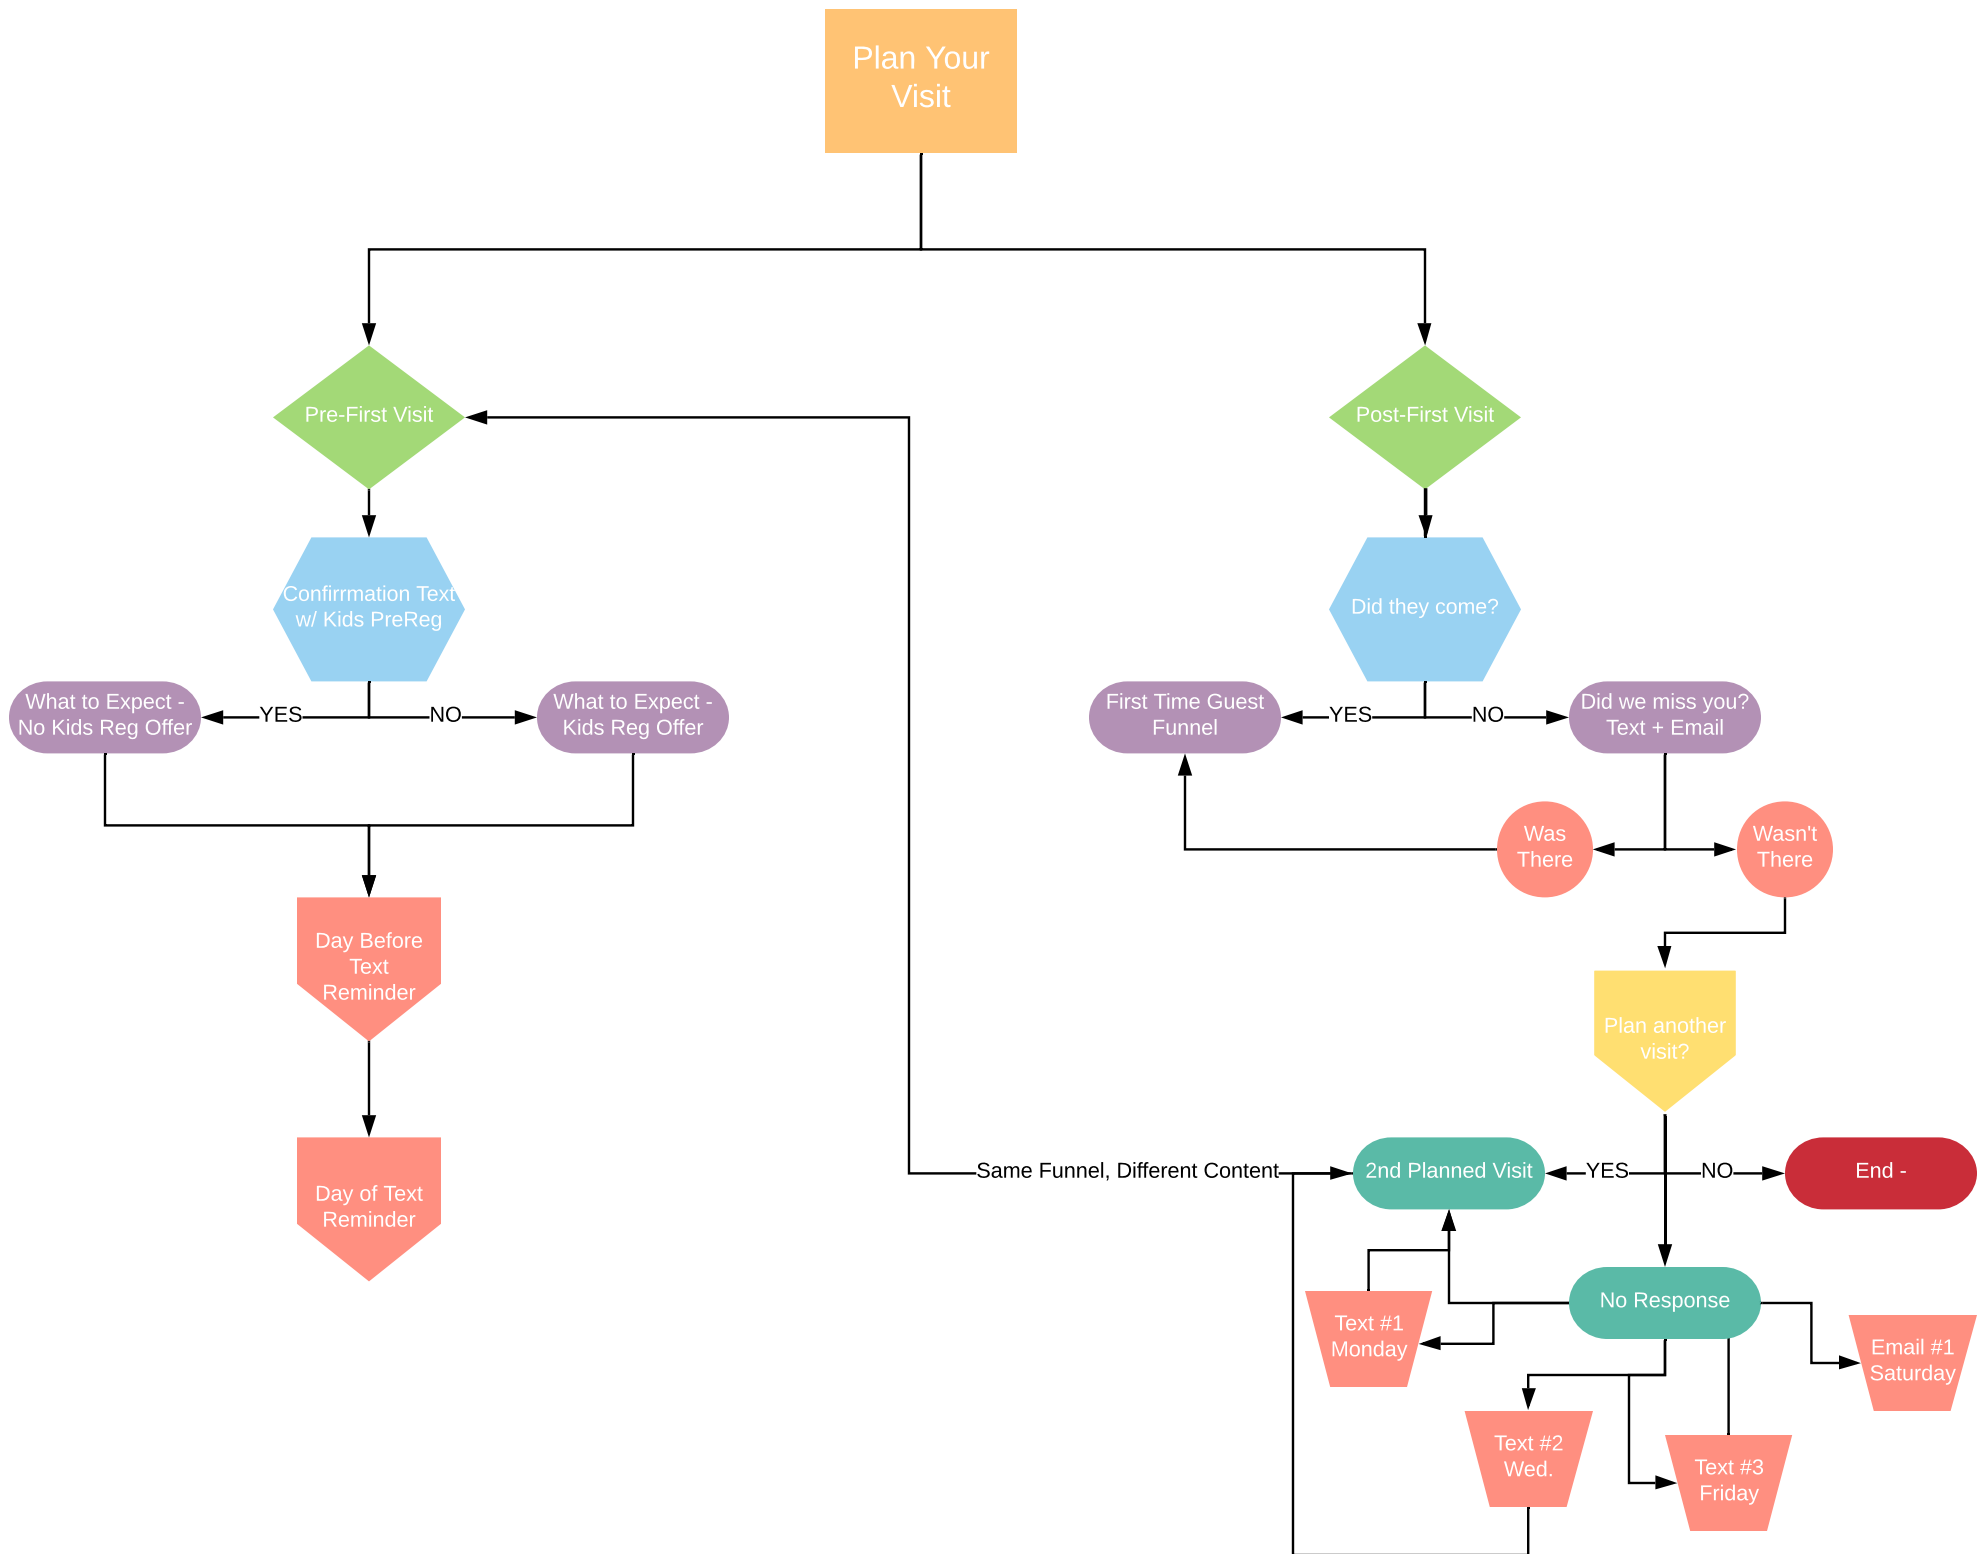 Plan Your
Visit
Pre-First Visit
Post-First Visit
Confirrmation Text
w/ Kids PreReg
Did they come?
What to Expect -
No Kids Reg Offer
YES
NO
What to Expect -
Kids Reg Offer
First Time Guest
Funnel
YES
NO
Did we miss you?
Text + Email
Was
There
Wasn't
There
Day Before
Text
Reminder
Plan another
visit?
Same Funnel, Different Content
2nd Planned Visit
YES
NO
End -
Day of Text
Reminder
No Response
Text #1
Monday
Email #1
Saturday
Text #2
Wed.
Text #3
Friday